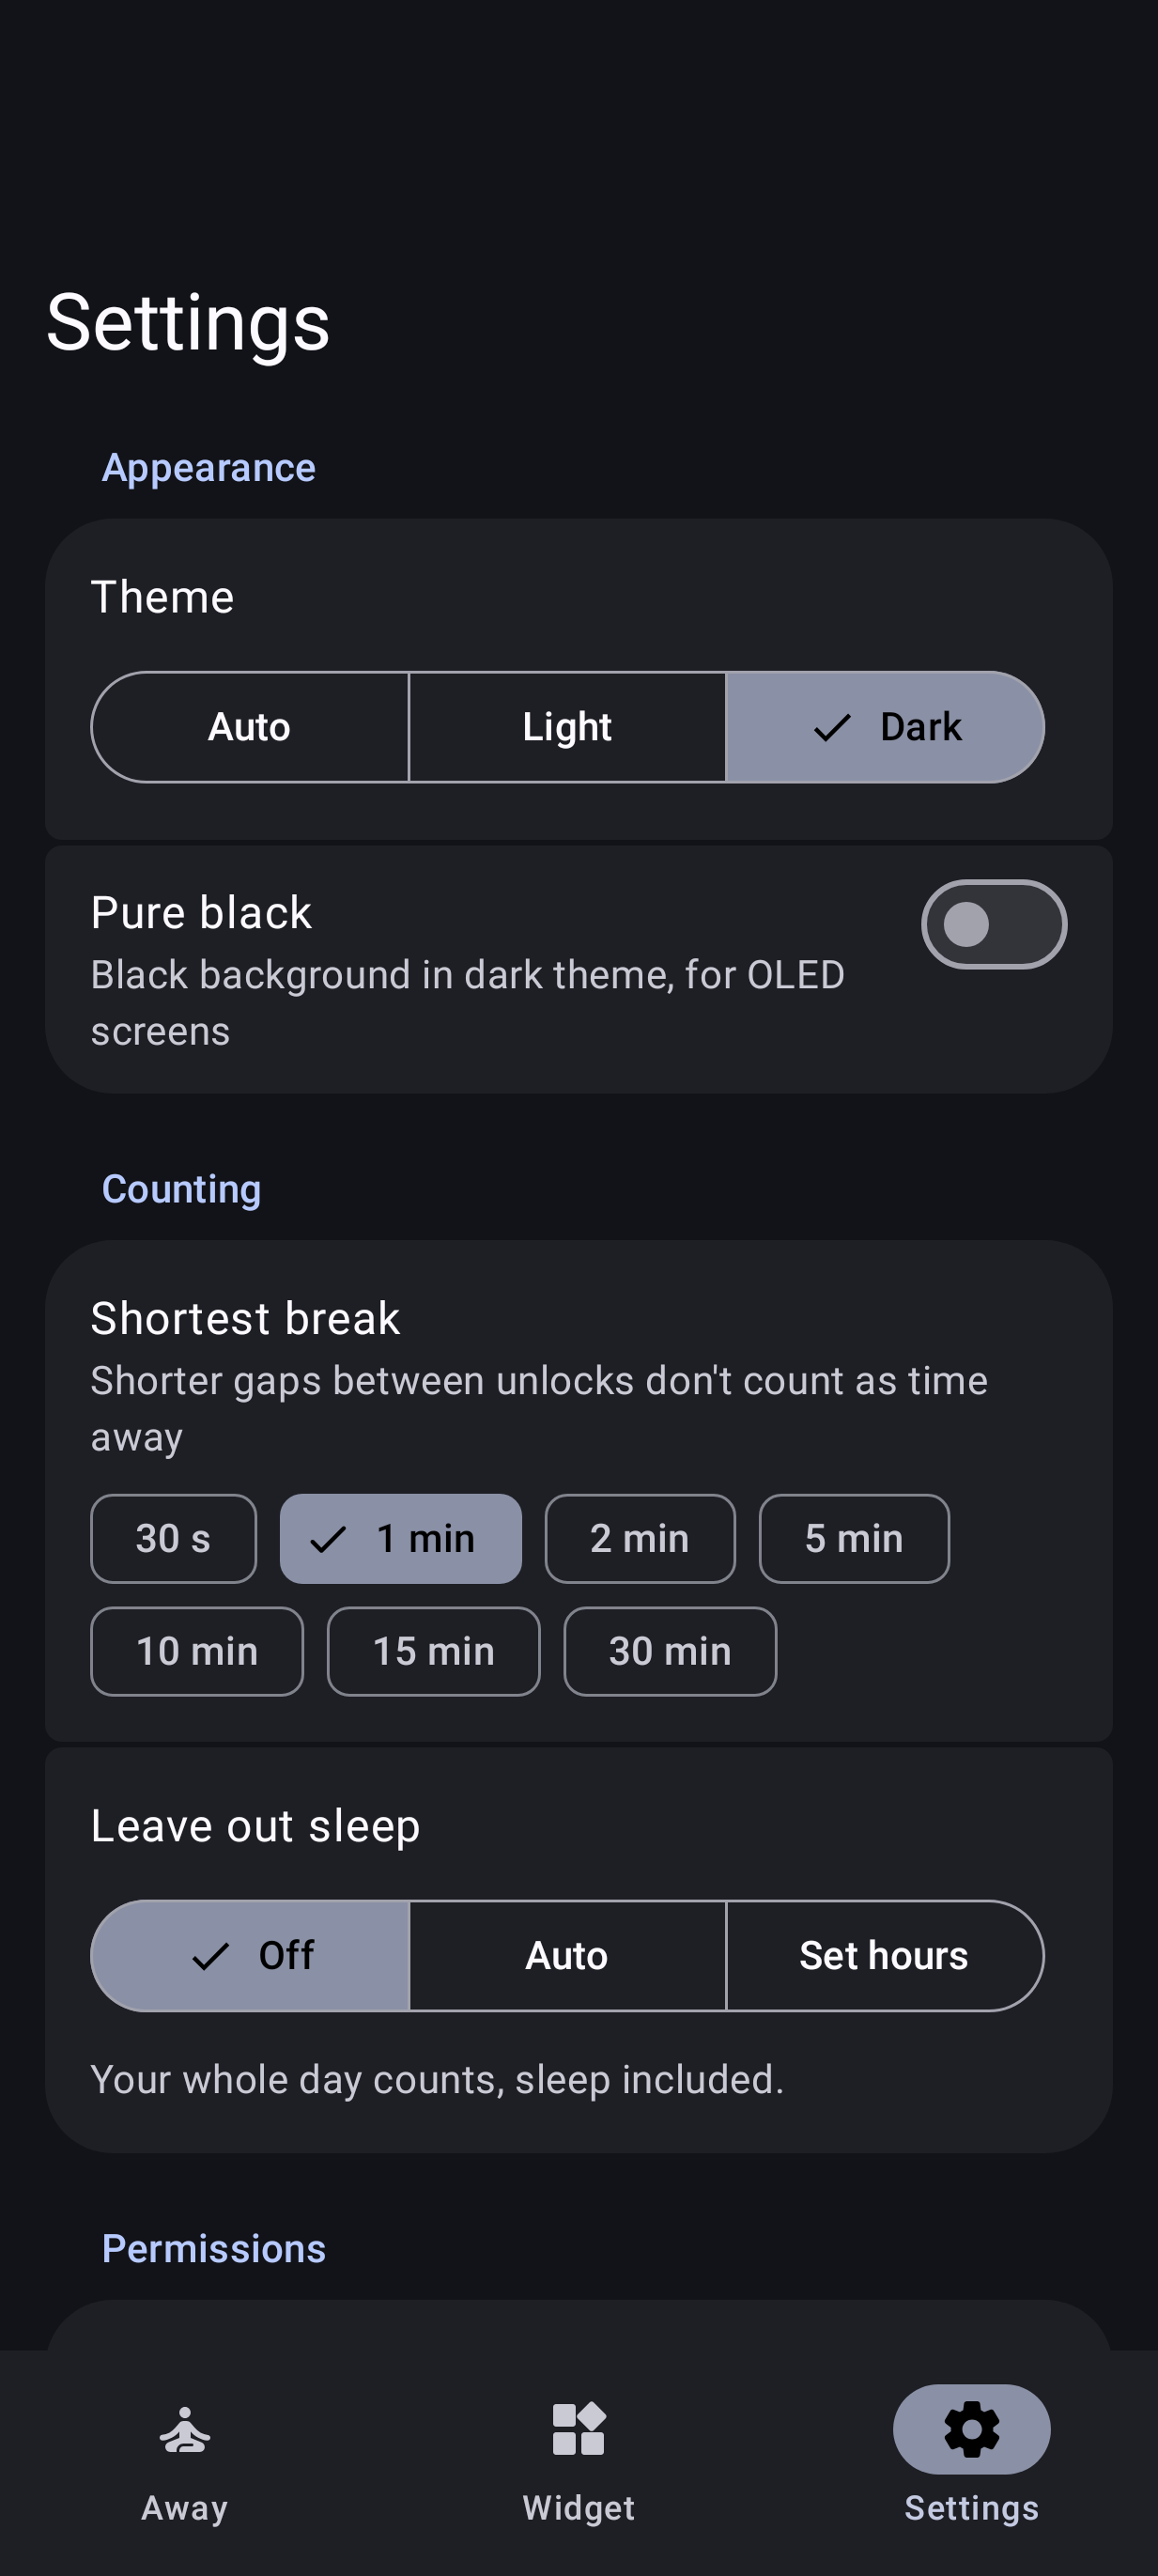 Settings
Appearance
Theme
Auto
Light
Dark
Pure black
Black background in dark theme, for OLED
screens
Counting
Shortest break
Shorter gaps between unlocks don't count as time
away
30 s
1 min
2 min
5 min
10 min
15 min
30 min
Leave out sleep
Off
Auto
Set hours
Your whole day counts, sleep included.
Permissions
Away
Widget
Settings